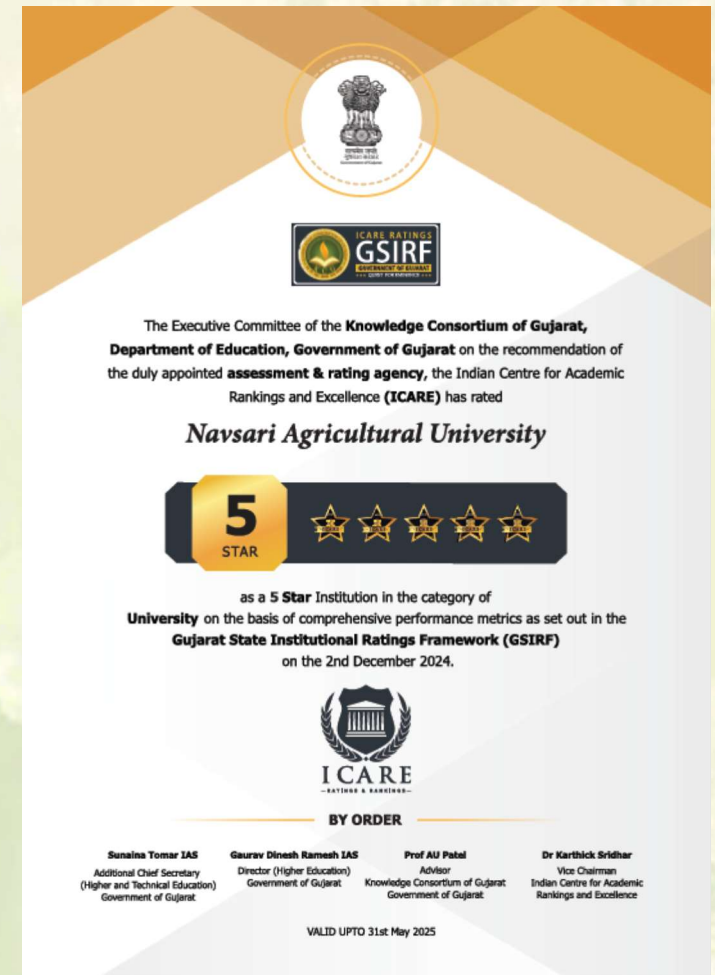 ICARE RATINGS
GSIRF
GOVERNMENT OF GUJARAT
The Executive Committee of the Knowledge Consortium of Gujarat,
Department of Education, Government of Gujarat on the recommendation of
the duly appointed assessment & rating agency, the Indian Centre for Academic
Rankings and Excellence (ICARE) has rated
Navsari Agricultural University
5
STAR
as a 5 Star Institution in the category of
University on the basis of comprehensive performance metrics as set out in the
Gujarat State Institutional Ratings Framework (GSIRF)
on the 2nd December 2024.
ICARE
RATINGS & RANKINGS
BY ORDER
Sunaina Tomar IAS
Additional Chief Secretary
(Higher and Technical Education)
Government of Gujarat
Gaurav Dinesh Ramesh IAS
Director (Higher Education)
Government of Gujarat
Prof AU Patel
Advisor
Knowledge Consortium of Gujarat
Government of Gujarat
Dr Karthick Sridhar
Vice Chairman
Indian Centre for Academic
Rankings and Excellence
VALID UPTO 31st May 2025